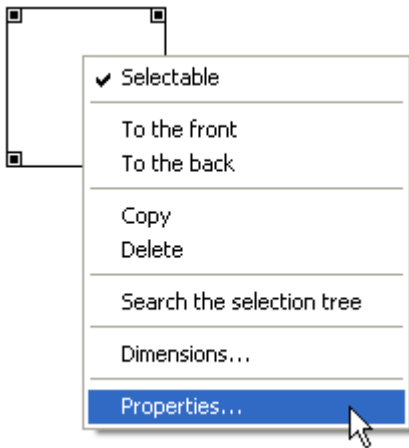 Selectable
To the front
To the back
Copy
Delete
Search the selection tree
Dimensions...
Properties...